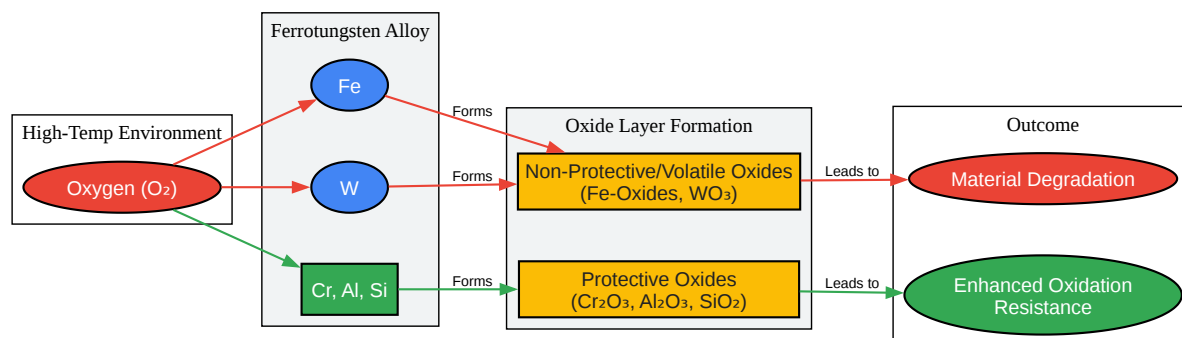 High-Temp Environment
Oxygen (O₂)
Ferrotungsten Alloy
Fe
W
Cr, Al, Si
Forms
Forms
Forms
Oxide Layer Formation
Non-Protective/Volatile Oxides
(Fe-Oxides, WO₃)
Protective Oxides
(Cr₂O₃, Al₂O₃, SiO₂)
Leads to
Leads to
Outcome
Material Degradation
Enhanced Oxidation
Resistance